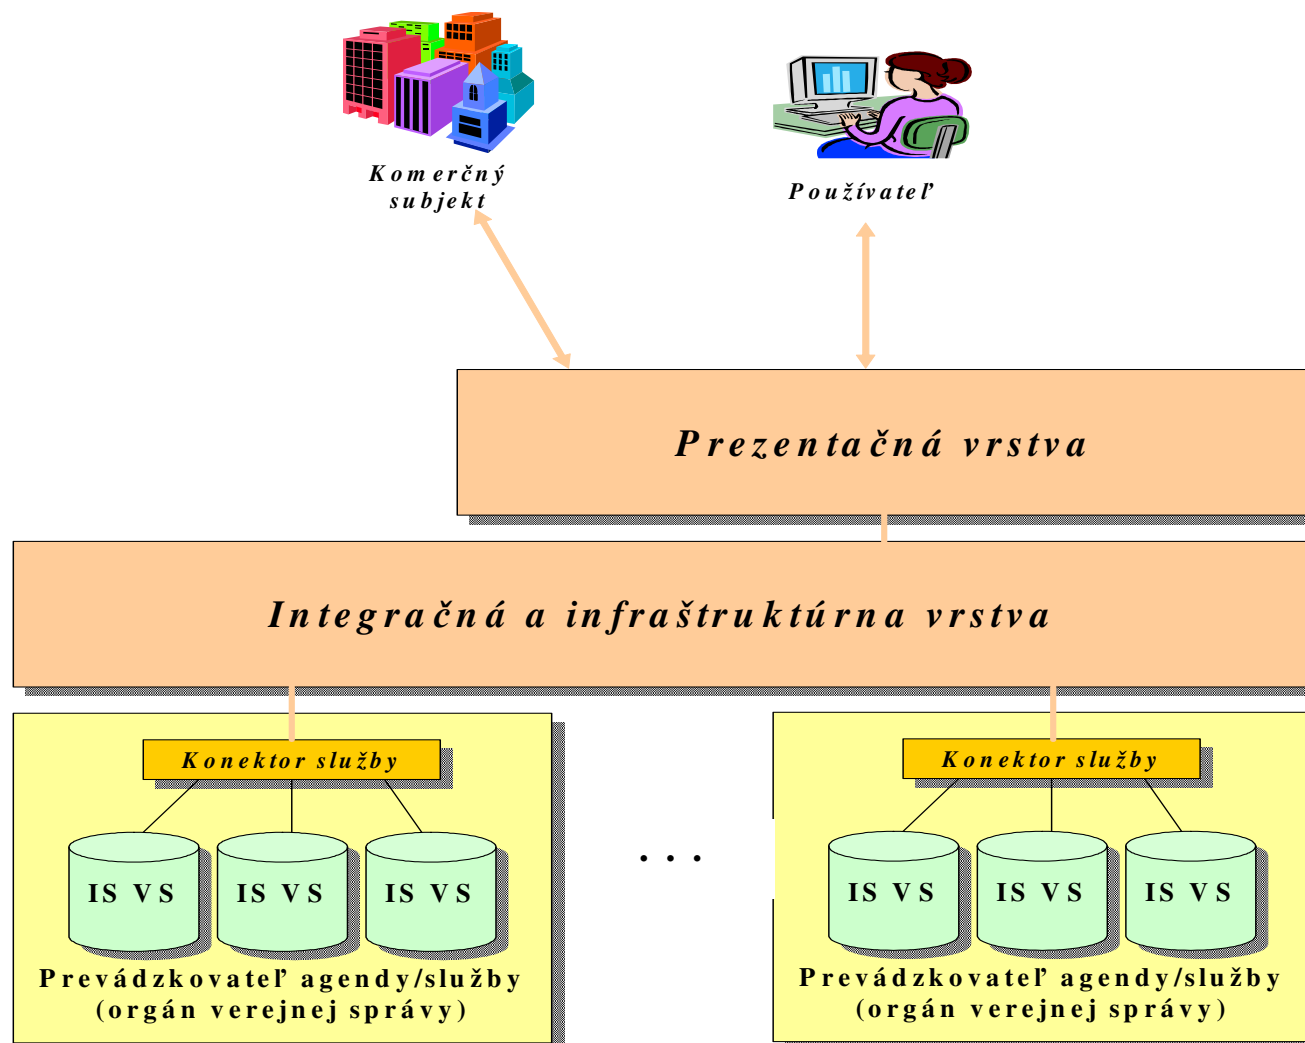 Komerčný
subjekt
Používateľ
Prezentačná vrstva
Integračná a infraštruktúrna vrstva
Konektor služby
Konektor služby
IS VS
IS VS
IS VS
. . .
IS VS
IS VS
IS VS
Prevádzkovateľ agendy/služby
(orgán verejnej správy)
Prevádzkovateľ agendy/služby
(orgán verejnej správy)